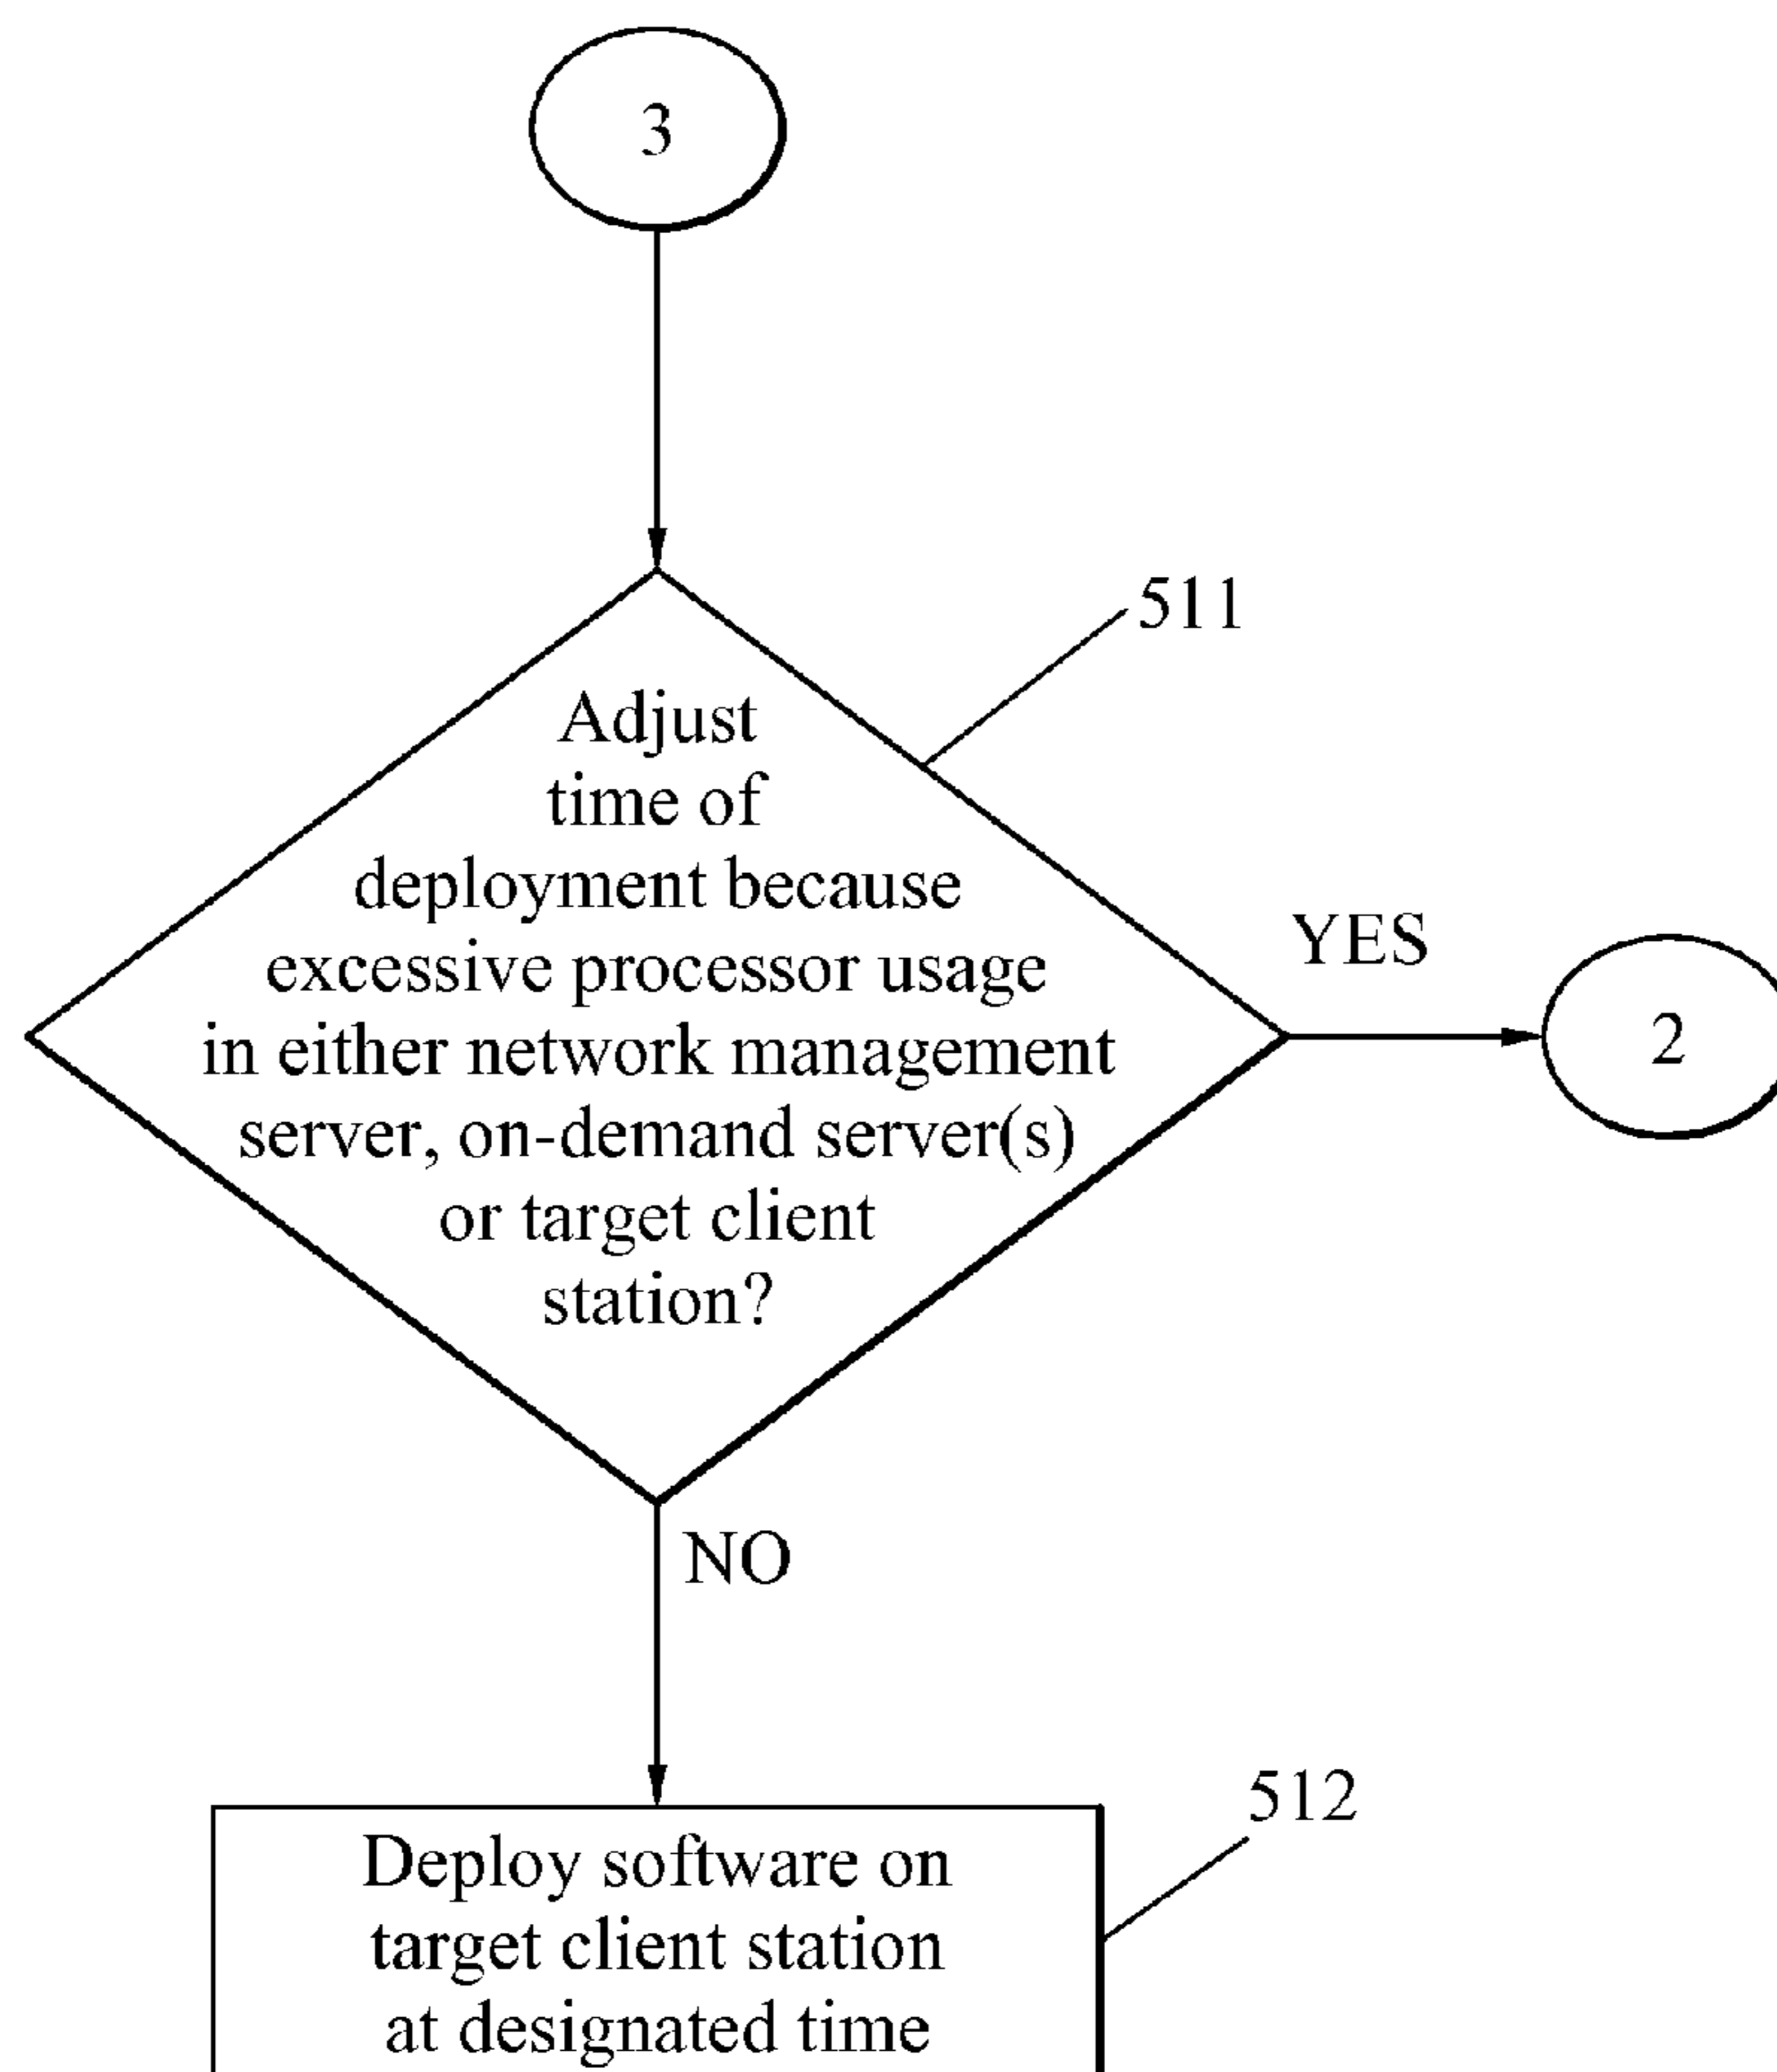 3
511
Adjust
time of
deployment because
excessive processor usage
in either network management
server, on-demand server(s)
or target client
station?
YES
2
NO
512
Deploy software on
target client station
at designated time